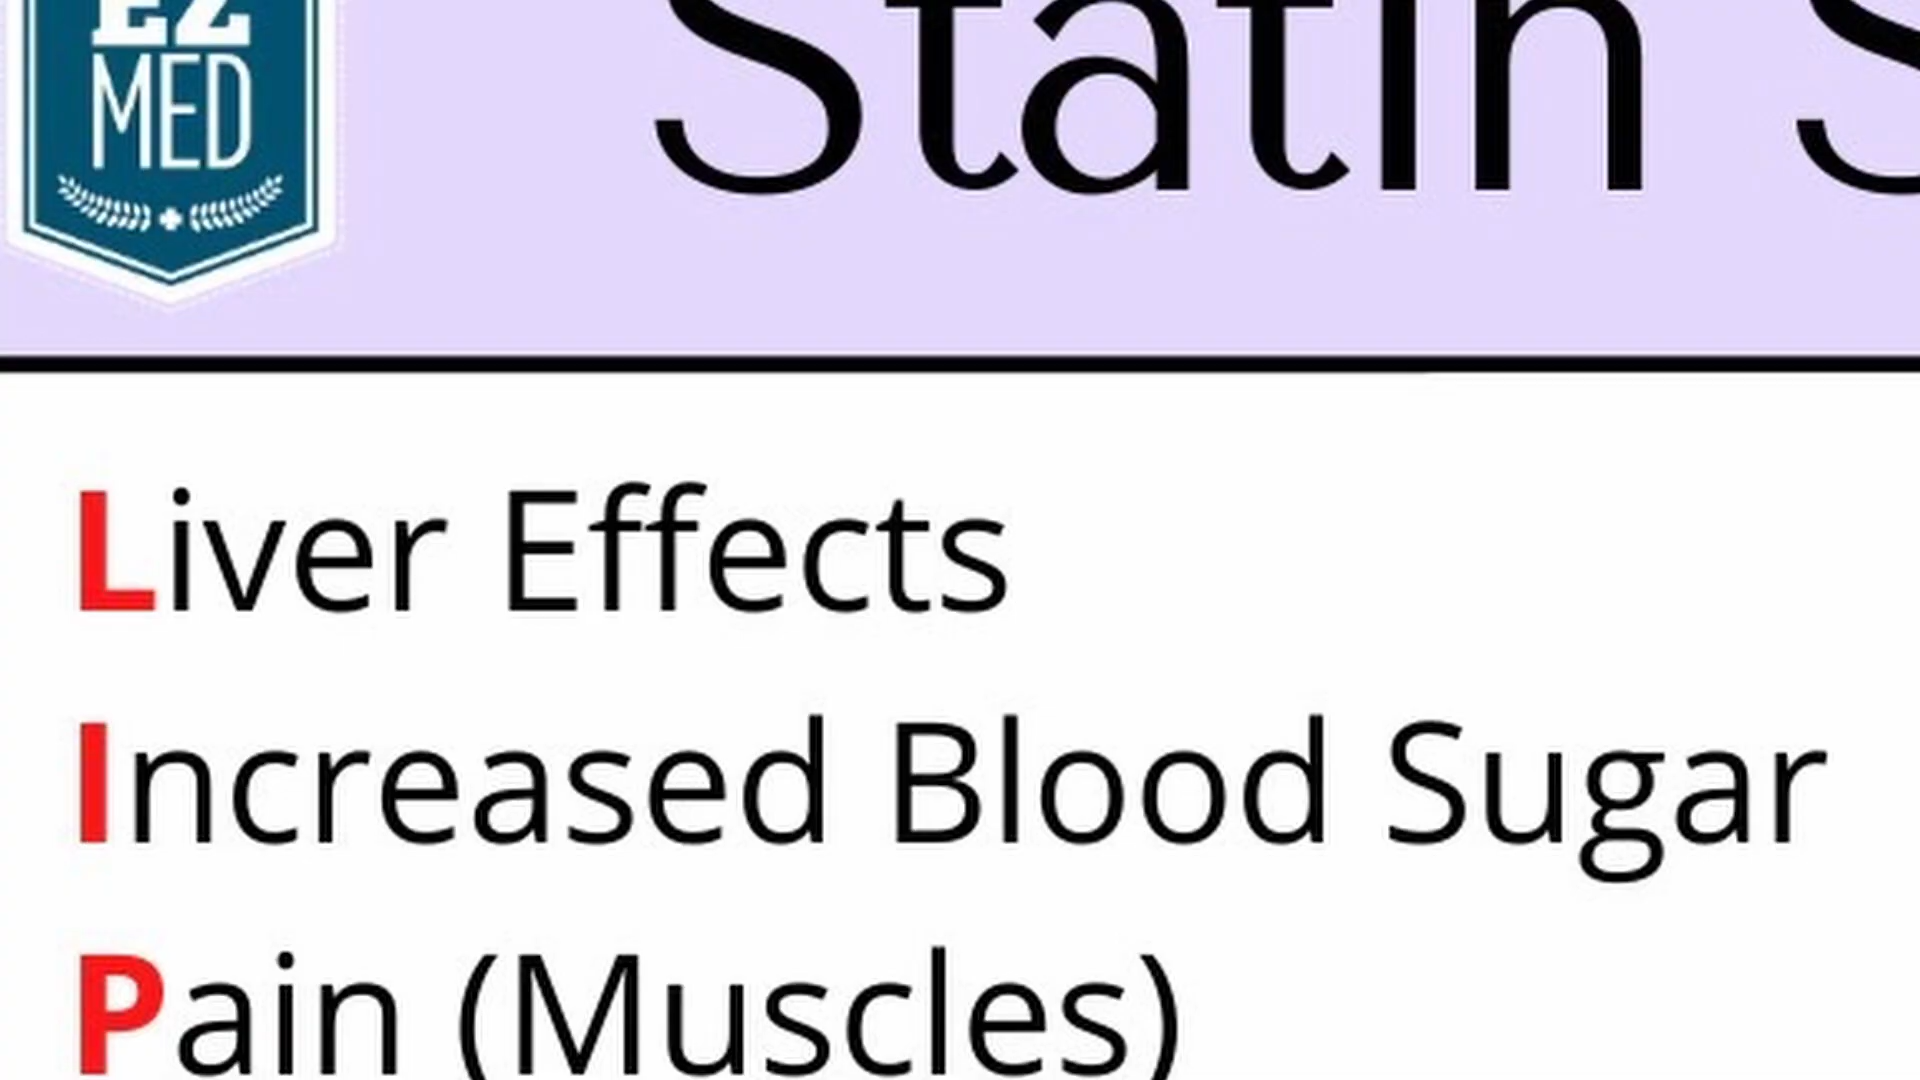 EZ
MED
Statin S
Liver Effects
Increased Blood Sugar
Pain (Muscles)